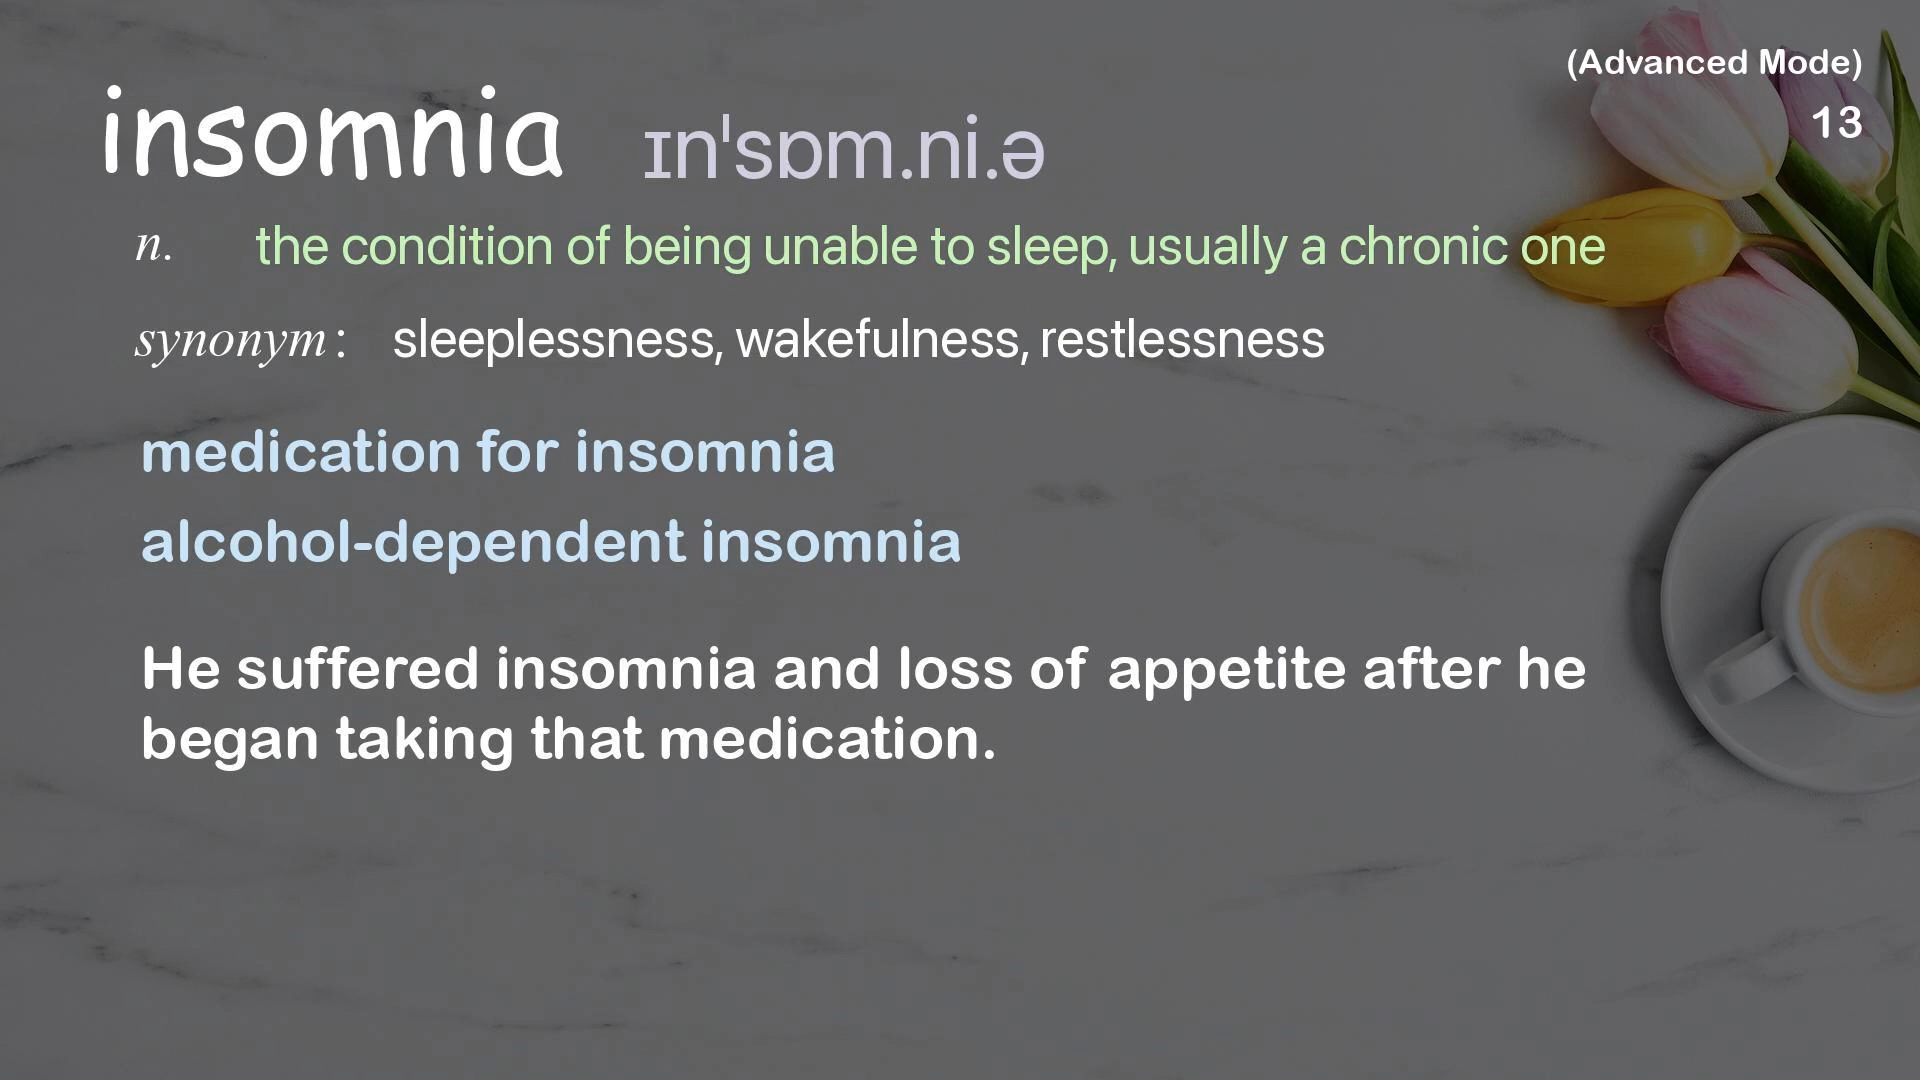 (Advanced Mode)
insomnia ɪn'sɒm.ni.ə
13
n. the condition of being unable to sleep, usually a chronic one
synonym : sleeplessness, wakefulness, restlessness
medication for insomnia
alcohol-dependent insomnia
He suffered insomnia and loss of appetite after he
began taking that medication.